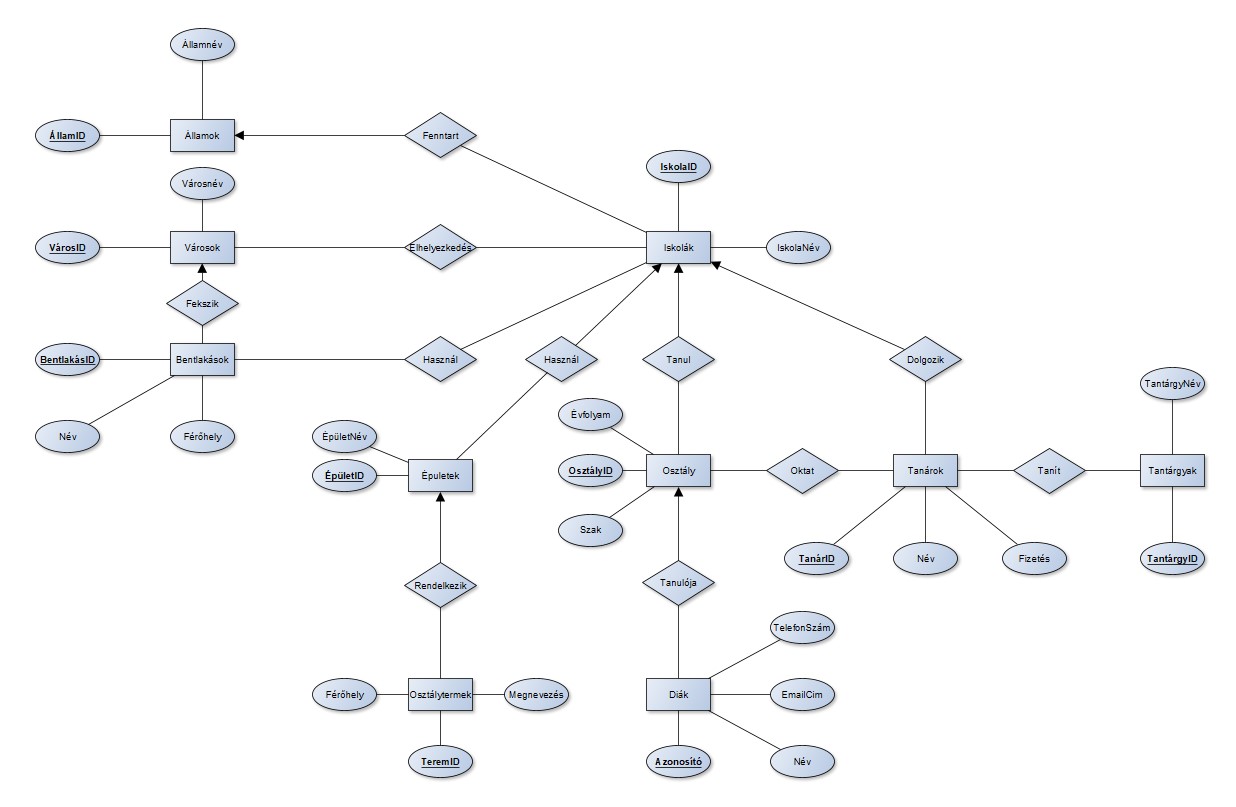 Államnév
ÁllamID
Államok
Fenntart
IskolaID
Városnév
VárosID
Városok
Elhelyezkedés
Iskolák
IskolaNév
Fekszik
BentlakásID
Bentlakások
Használ
Használ
Tanul
Dolgozik
TantárgyNév
Név
Férőhely
ÉpületNév
Évfolyam
ÉpületID
Épuletek
OsztályID
Osztály
Oktat
Tanárok
Tanít
Tantárgyak
Szak
TanárID
Név
Fizetés
TantárgyID
Rendelkezik
Tanulója
TelefonSzám
Férőhely
Osztálytermek
Megnevezés
Diák
EmailCim
TeremID
Azonosító
Név